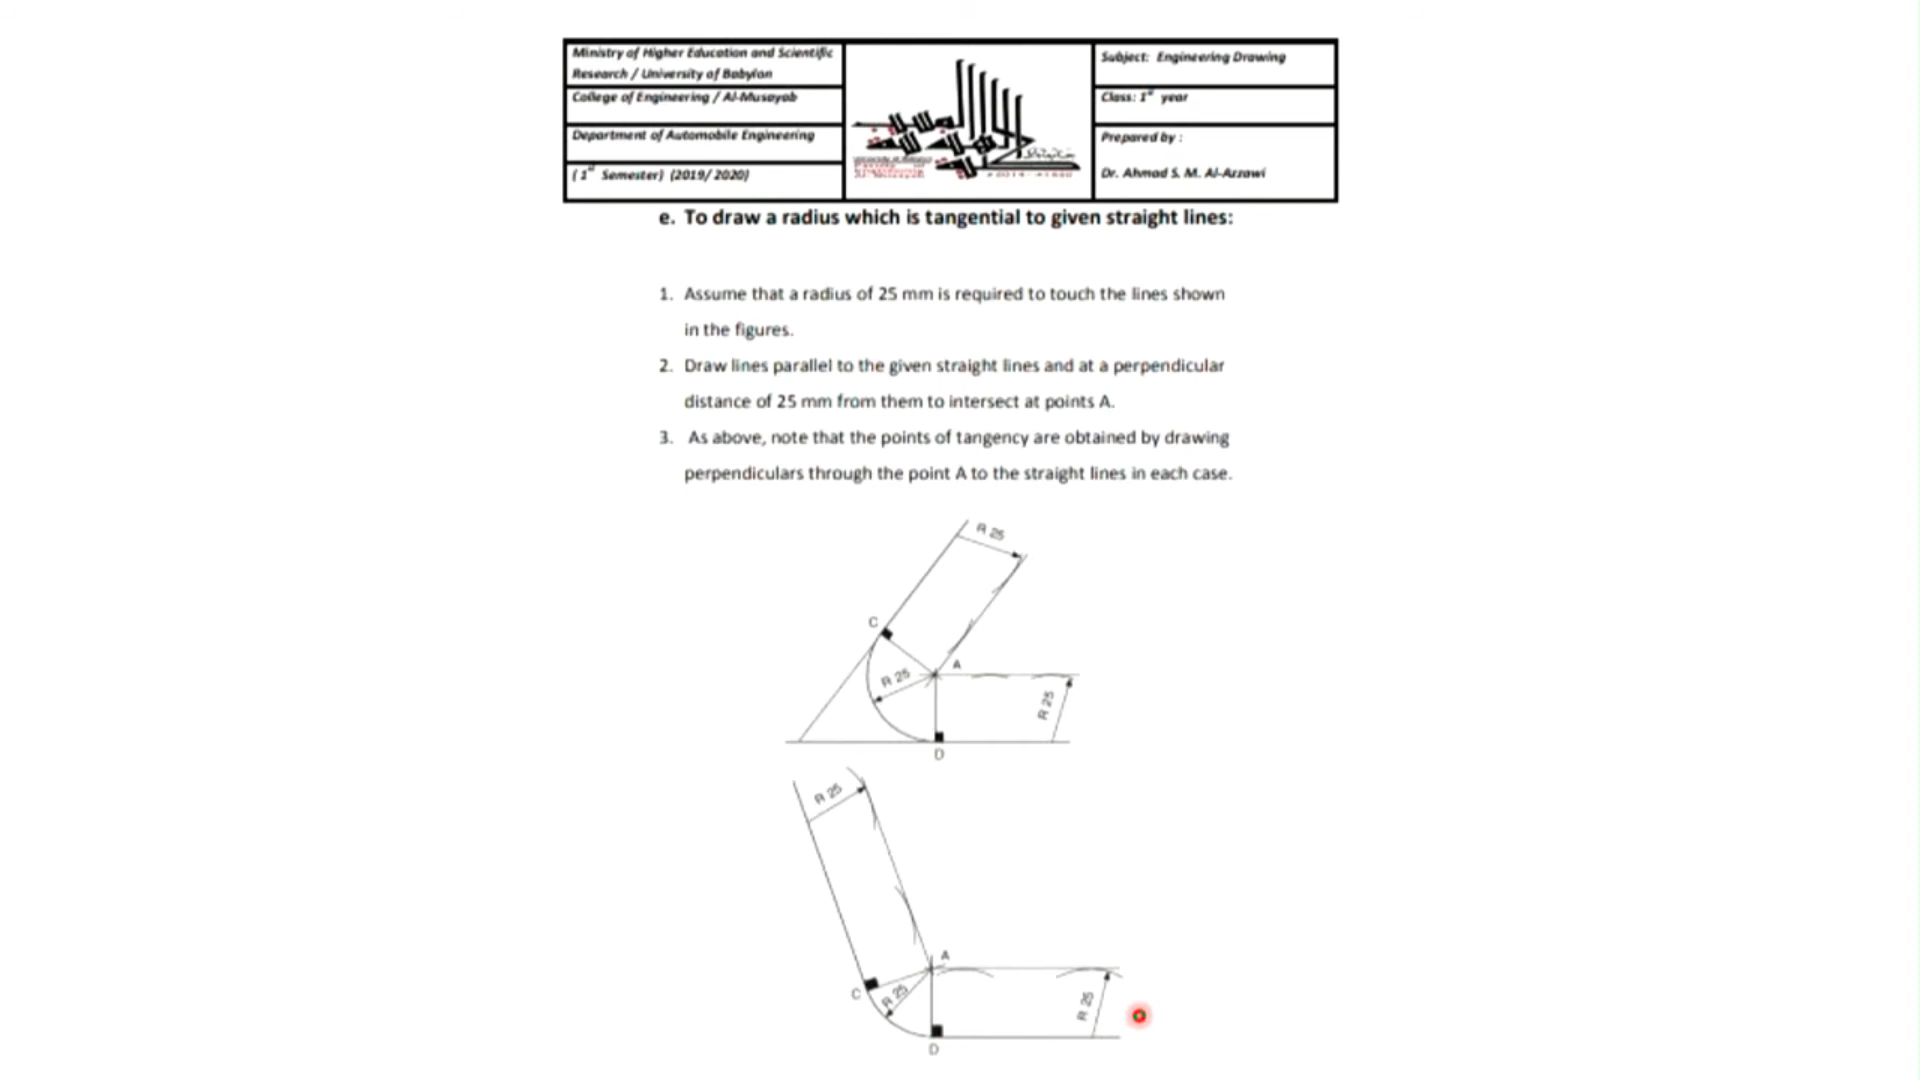 Ministry of Higher Education and Scientific
Research / University of Babylon
College of Engineering / Al-Musayab
Department of Automobile Engineering
(1st Semester) (2019/2020)
Subject: Engineering Drawing
Class: 1st year
Prepared by :
Dr. Ahmad S. M. Al-Azzawi
e. To draw a radius which is tangential to given straight lines:
1. Assume that a radius of 25 mm is required to touch the lines shown
in the figures.
2. Draw lines parallel to the given straight lines and at a perpendicular
distance of 25 mm from them to intersect at points A.
3. As above, note that the points of tangency are obtained by drawing
perpendiculars through the point A to the straight lines in each case.
R 25
C
A
R 25
R 25
D
R 25
A
C
R 25
R 25
D